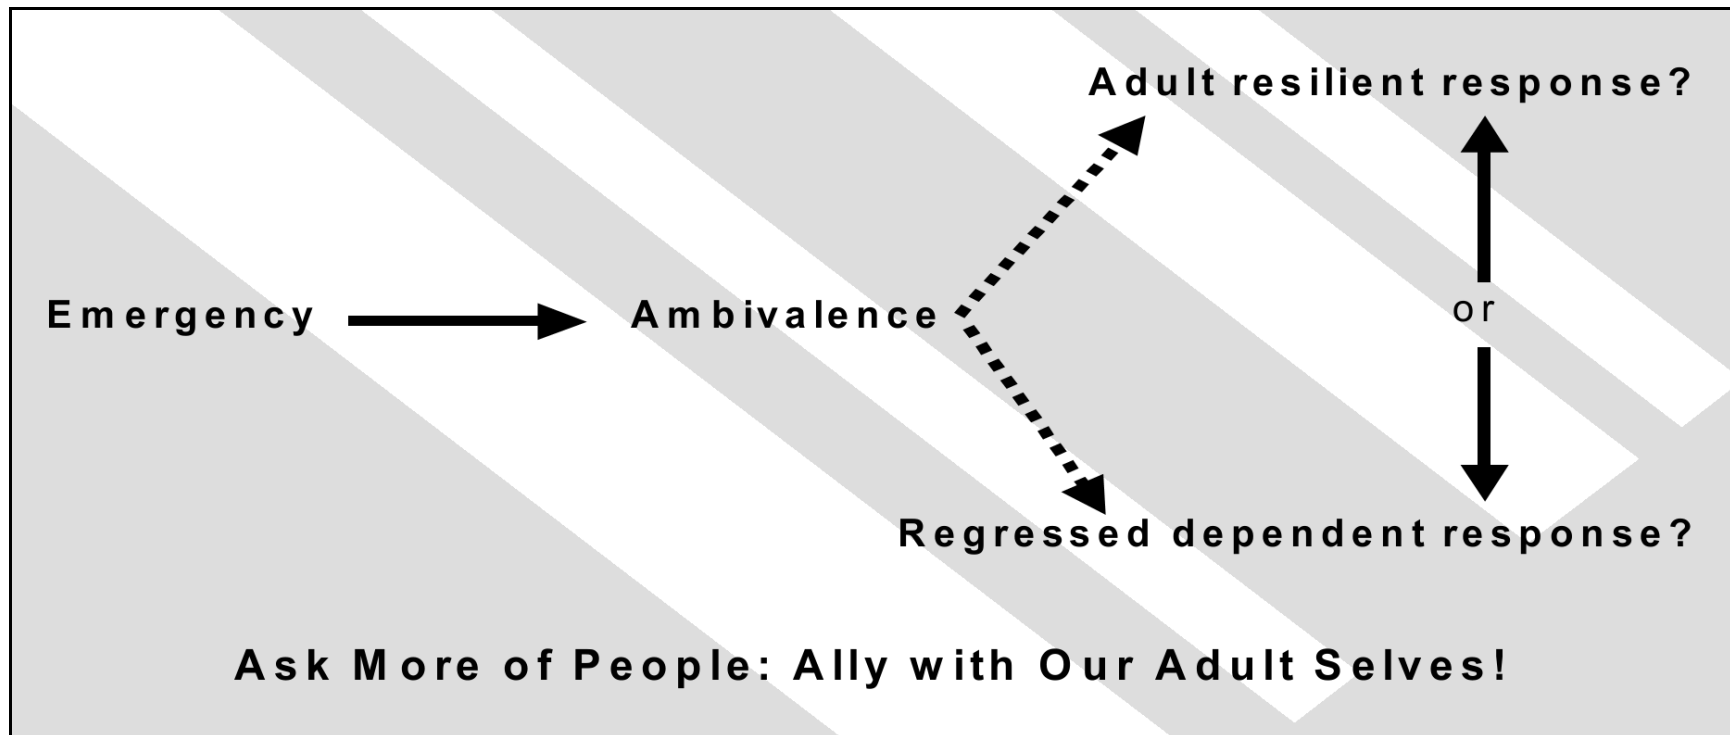 Adult resilient response?
Emergency
Ambivalence
or
Regressed dependent response?
Ask More of People: Ally with Our Adult Selves!